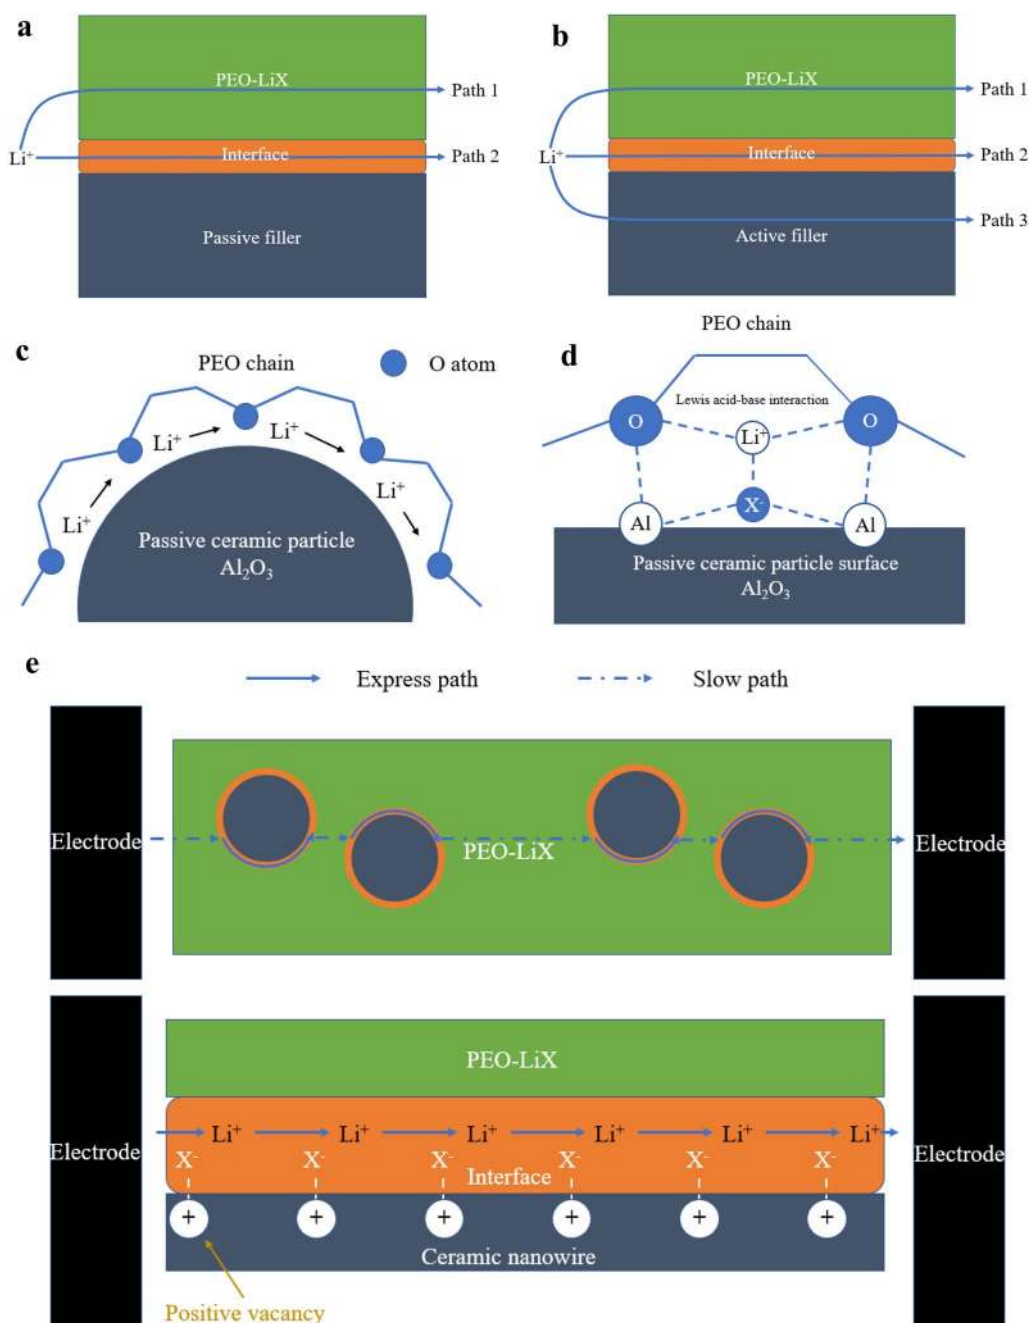 a
PEO-LiX
Path 1
Li⁺
Interface
Path 2
Passive filler
b
PEO-LiX
Path 1
Li⁺
Interface
Path 2
Path 3
Active filler
c
PEO chain
O atom
Li⁺
Li⁺
Li⁺
Li⁺
Passive ceramic particle
Al₂O₃
PEO chain
d
Lewis acid-base interaction
O
Li⁺
O
X⁻
Al
Al
Passive ceramic particle surface
Al₂O₃
e
Express path
Slow path
Electrode
PEO-LiX
Electrode
PEO-LiX
Electrode
Li⁺ Li⁺ Li⁺ Li⁺ Li⁺ Li⁺
Electrode
X⁻ X⁻ X⁻ X⁻ X⁻ X⁻
Interface
+ + + + + +
Ceramic nanowire
Positive vacancy